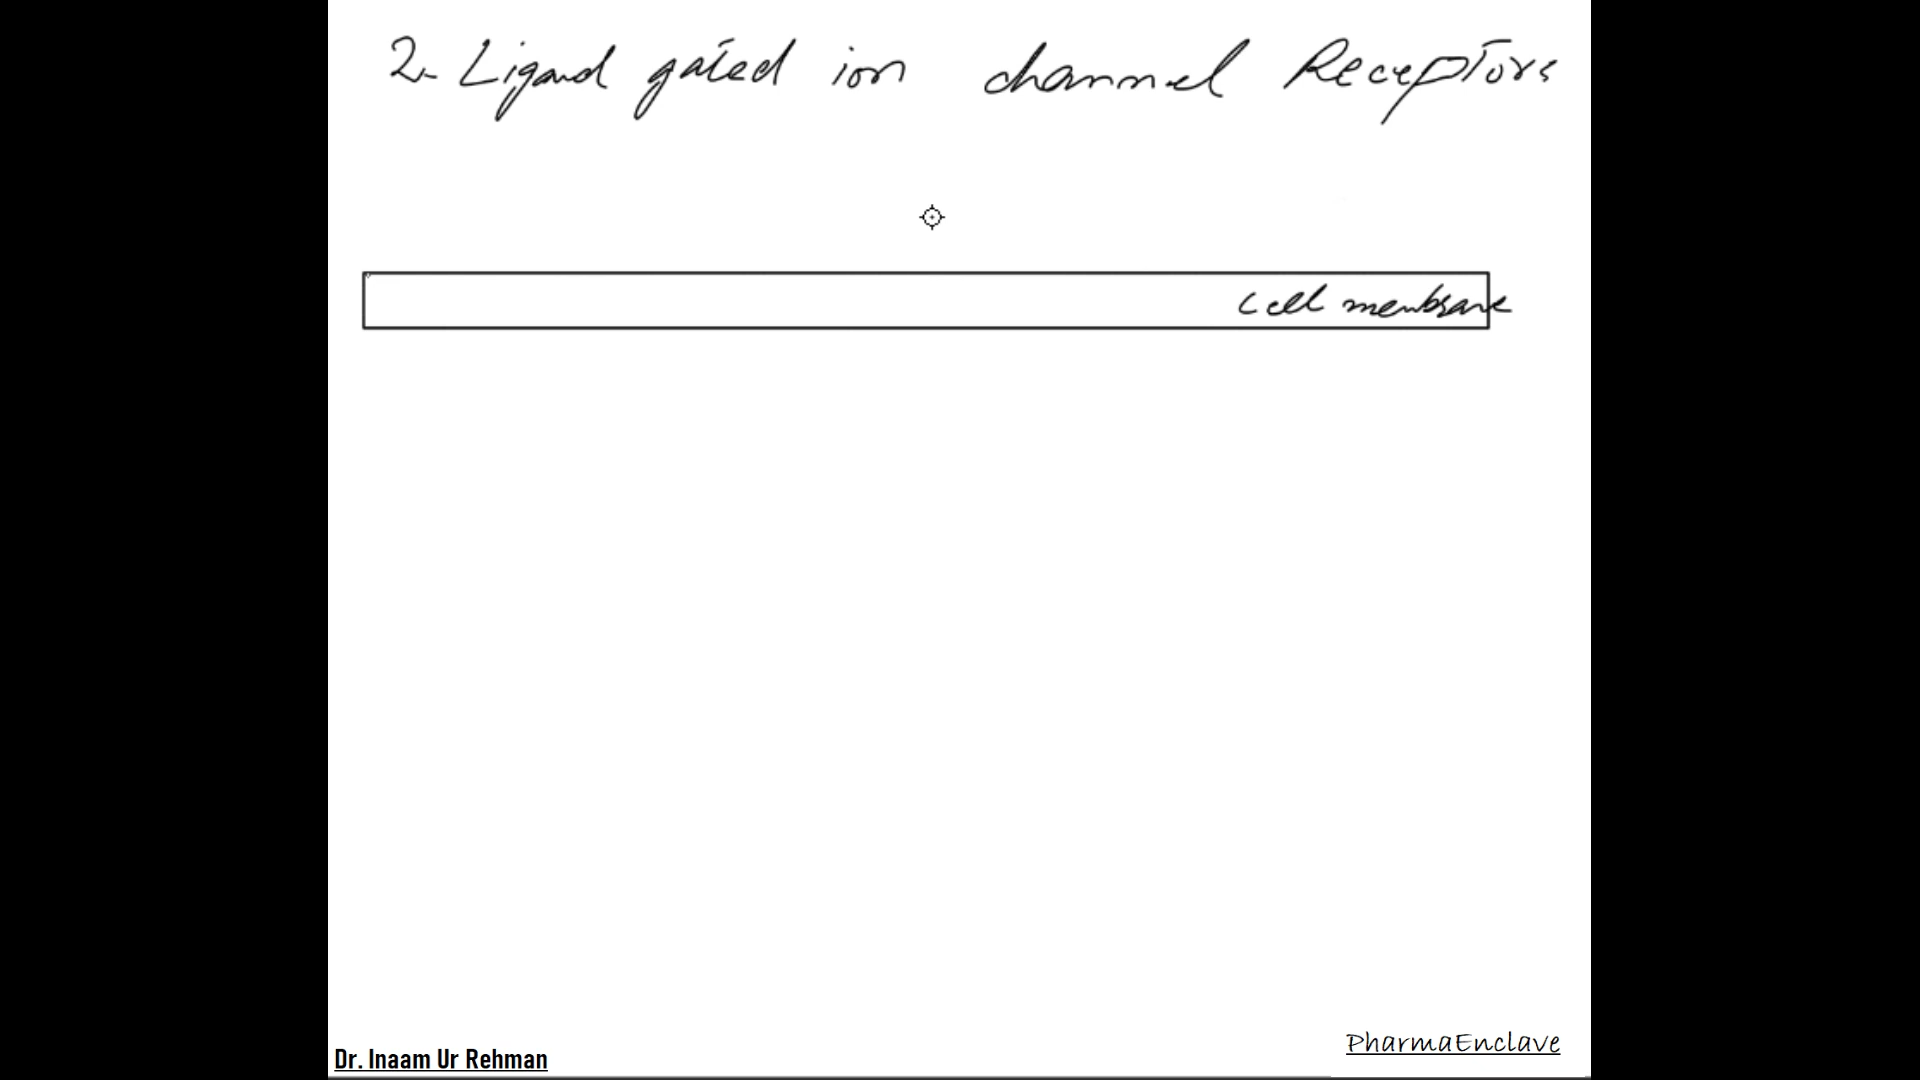 2- Ligand gated ion channel Receptors
cell membrane
PharmaEnclave
Dr. Inaam Ur Rehman